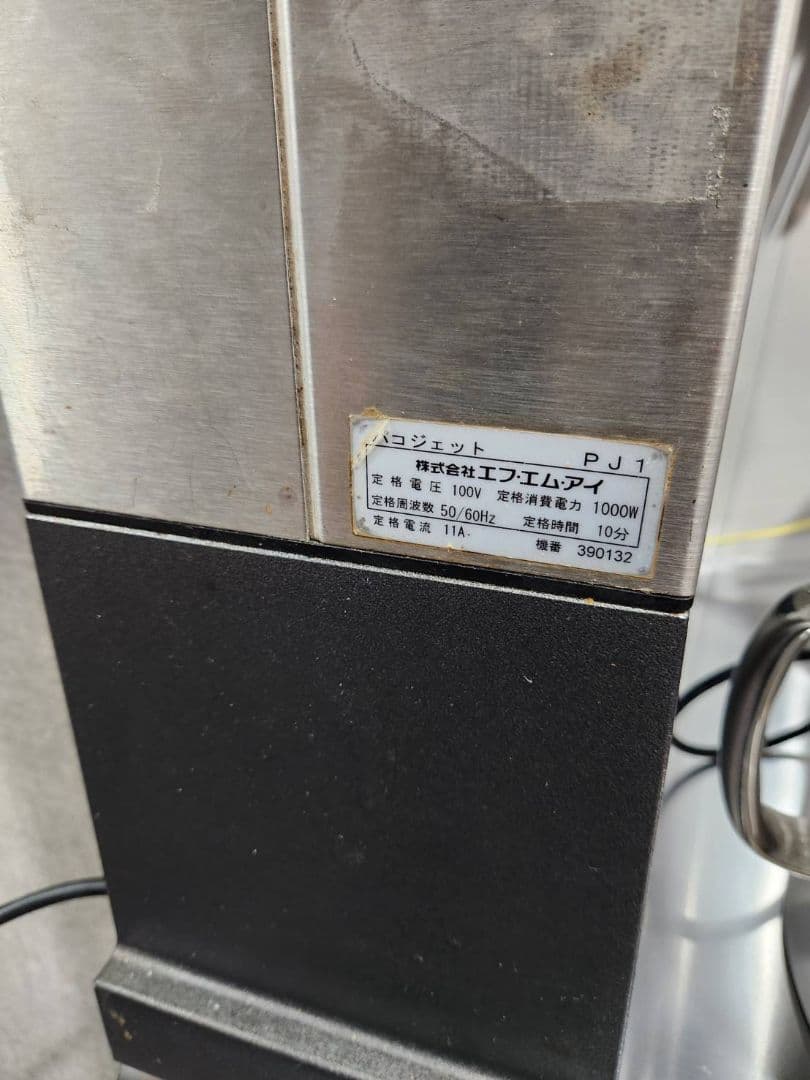 パコジェット PJ1
株式会社エフ・エム・アイ
定格電圧 100V 定格消費電力 1000W
定格周波数 50/60Hz 定格時間 10分
定格電流 11A 機番 390132